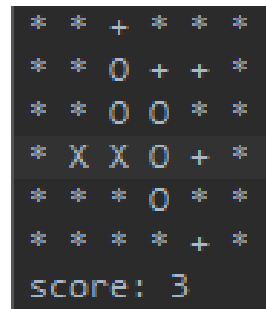 * * + * * *
* * O + + *
* * O O * *
* X X O + *
* * * O * *
* * * * + *
score: 3